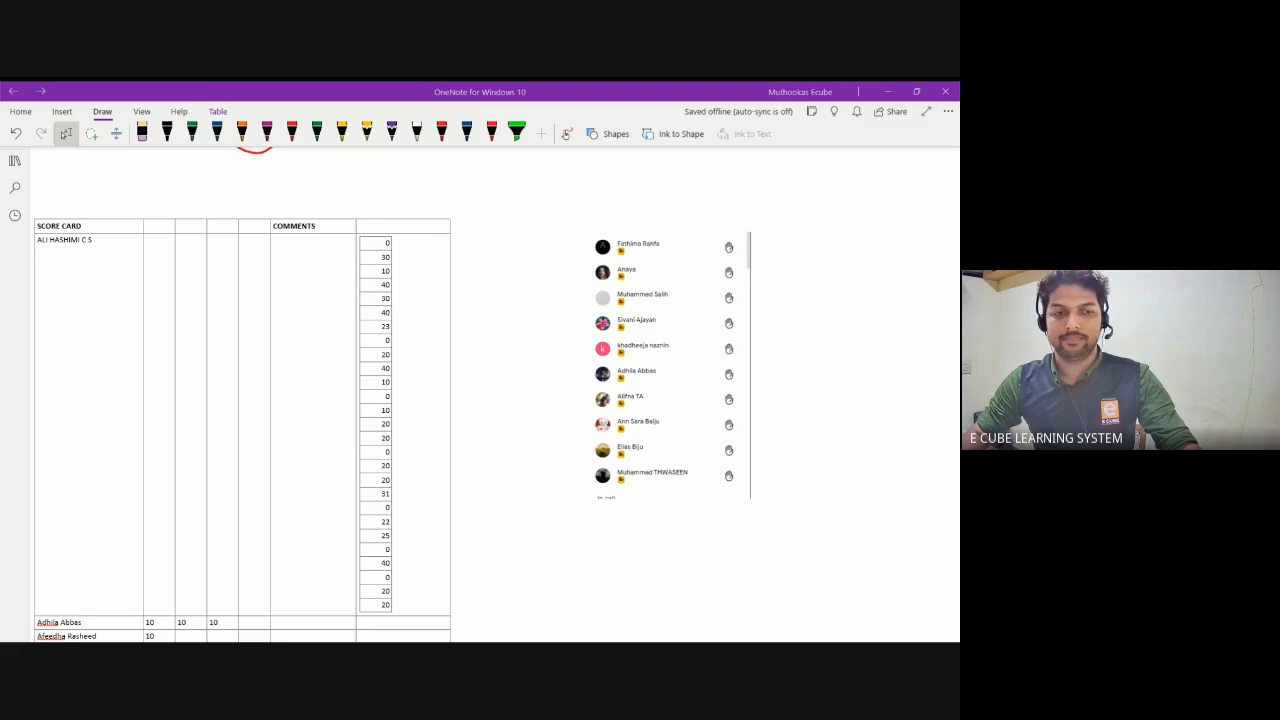 OneNote for Windows 10
Muthookas Ecube
Home Insert Draw View Help Table
Saved offline (auto-sync is off)
Share
Shapes
Ink to Shape
Ink to Text
SCORE CARD COMMENTS
ALI HASHIMI C S
0
30
10
40
30
40
23
0
20
40
10
0
10
20
20
0
20
20
31
0
22
25
0
40
0
20
20
Adhila Abbas 10 10 10
Afeedha Rasheed 10
Fathima Rahfa
Anaya
Muhammed Salih
Sivani Ajayan
k khadheeja naznin
Adhila Abbas
Alifna TA
Ann Sara Baiju
Elias Biju
Muhammad THWASEEN
In call
e
E CUBE
E CUBE LEARNING SYSTEM